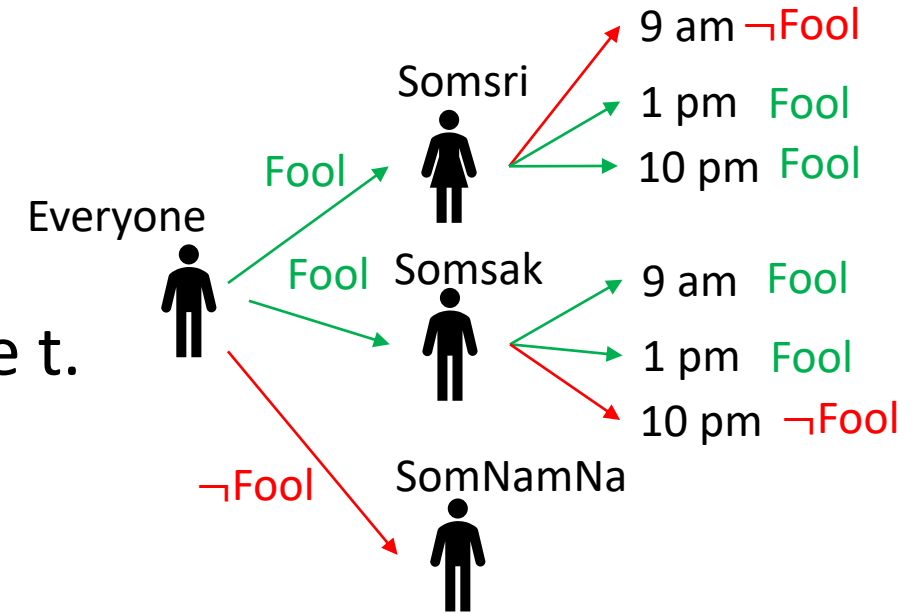 9 am ¬Fool
Somsri
1 pm Fool
Fool
10 pm Fool
Everyone
Fool
Somsak
9 am Fool
e t.
1 pm Fool
10 pm ¬Fool
¬Fool
SomNamNa